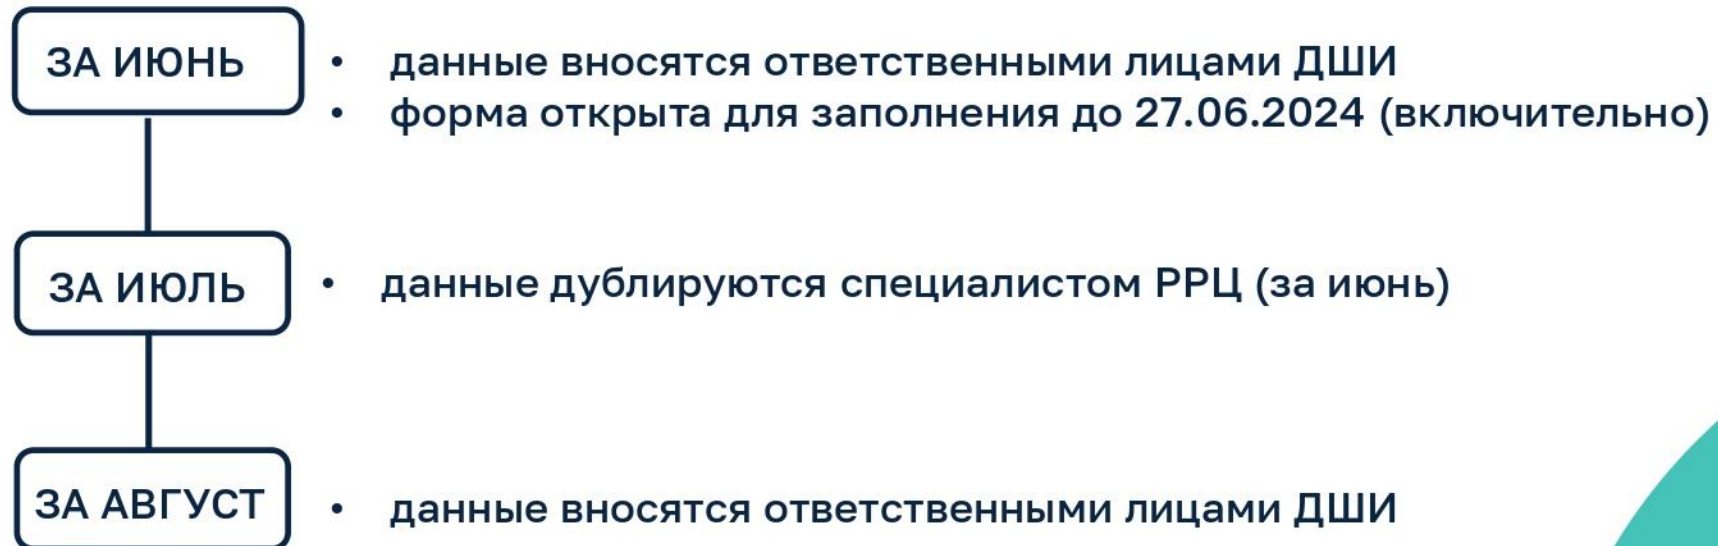 ЗА ИЮНЬ
• данные вносятся ответственными лицами ДШИ
• форма открыта для заполнения до 27.06.2024 (включительно)
ЗА ИЮЛЬ
• данные дублируются специалистом РРЦ (за июнь)
ЗА АВГУСТ
• данные вносятся ответственными лицами ДШИ